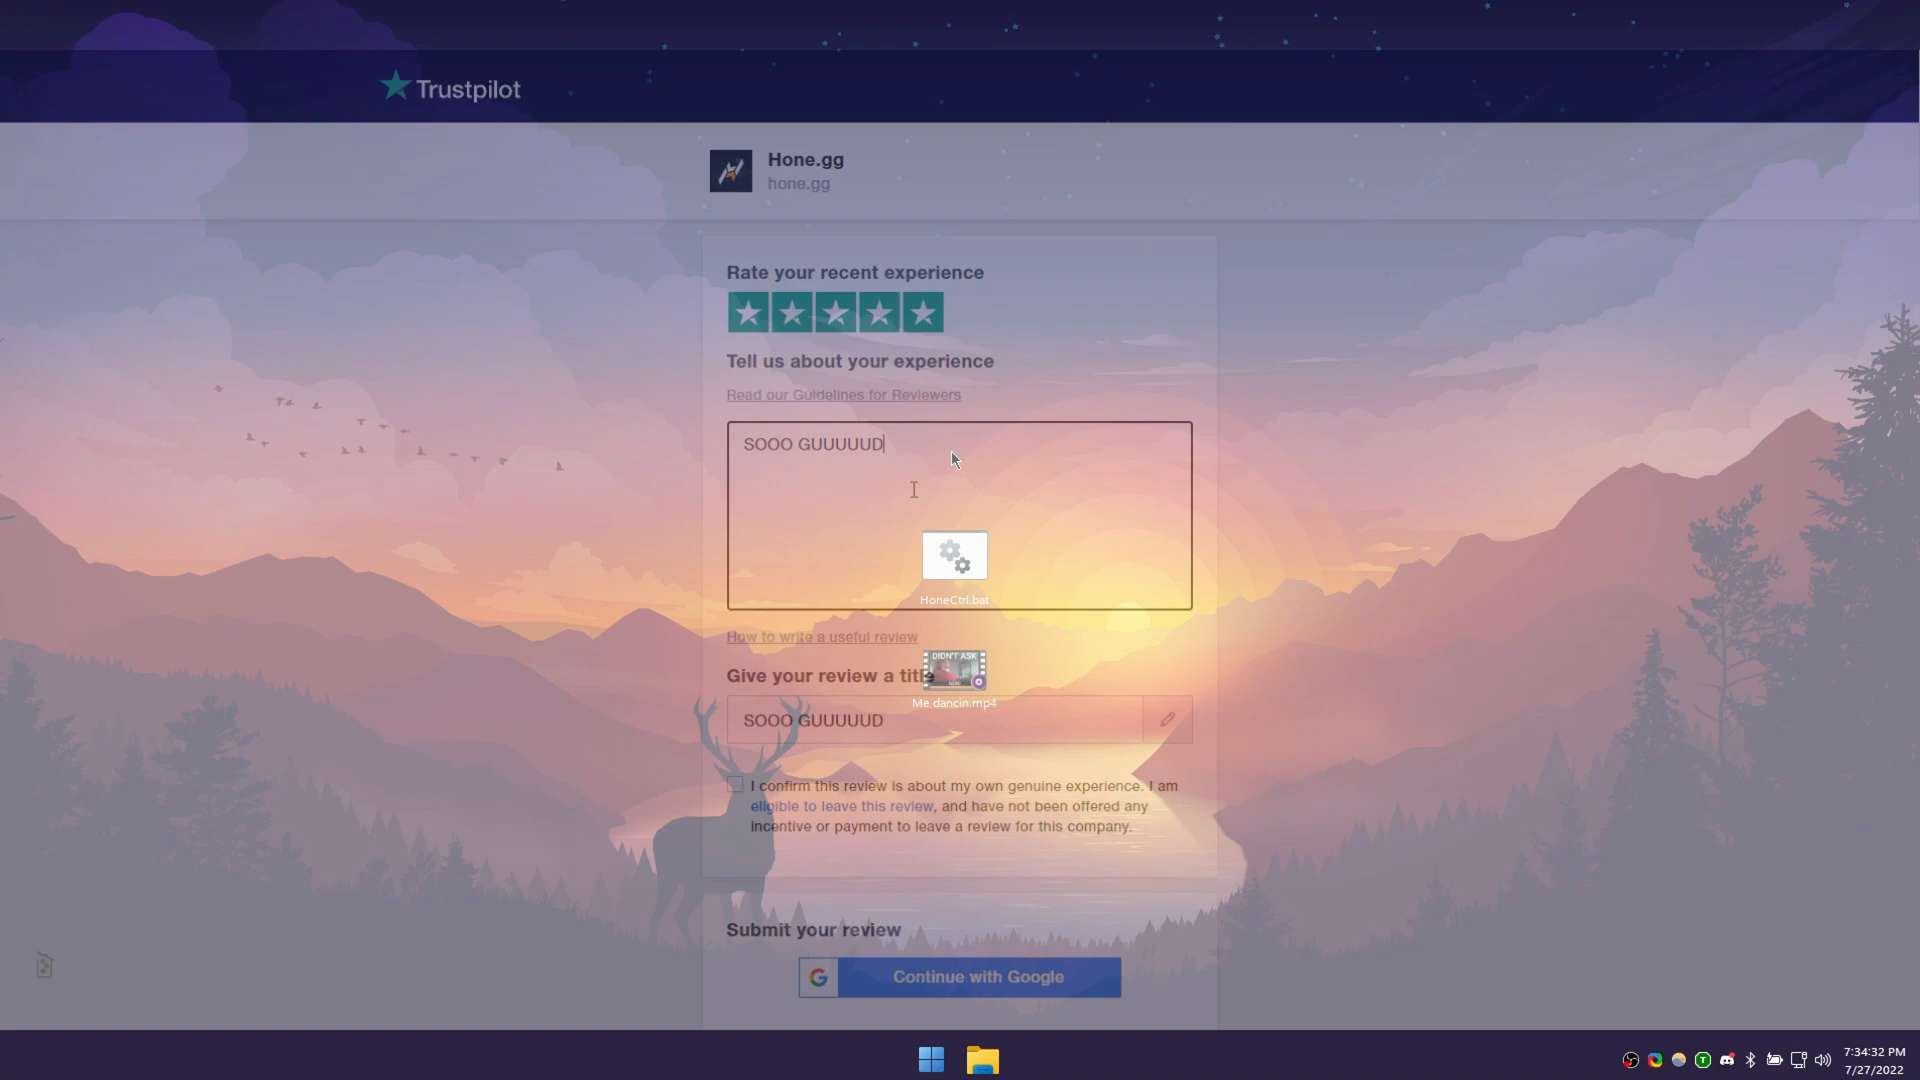 Trustpilot
Hone.gg
hone.gg
Rate your recent experience
Tell us about your experience
Read our Guidelines for Reviewers
SOOO GUUUUUD
HoneCtrl.bat
How to write a useful review
DIDN'T ASK
Give your review a title
Me dancin.mp4
SOOO GUUUUUD
I confirm this review is about my own genuine experience. I am
eligible to leave this review, and have not been offered any
incentive or payment to leave a review for this company.
Submit your review
G Continue with Google
7:34:32 PM
7/27/2022